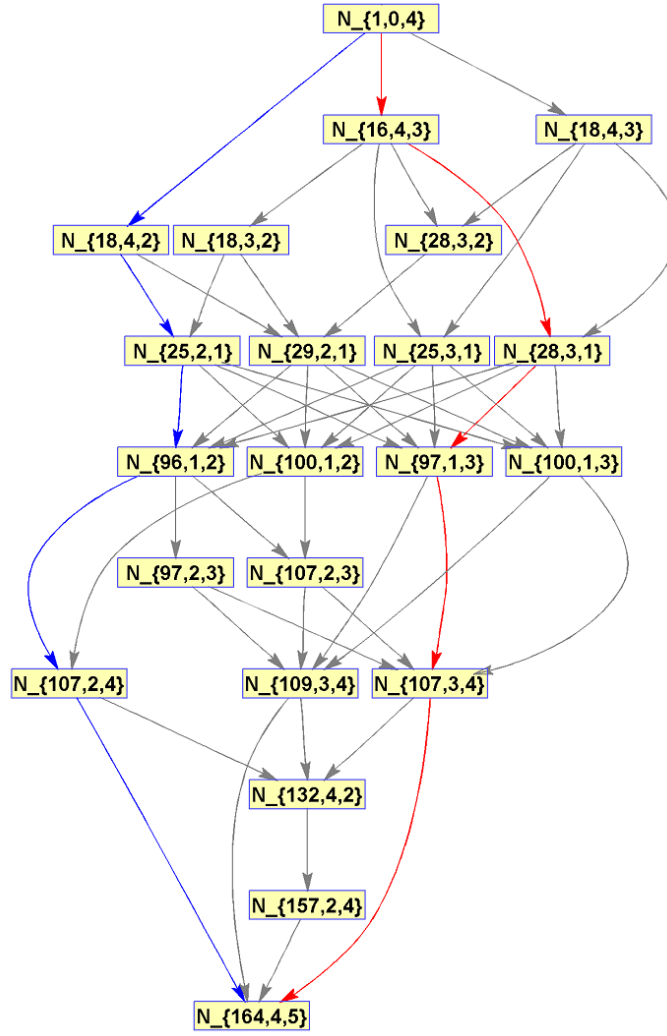 N_{1,0,4}
N_{16,4,3} N_{18,4,3}
N_{18,4,2} N_{18,3,2} N_{28,3,2}
N_{25,2,1} N_{29,2,1} N_{25,3,1} N_{28,3,1}
N_{96,1,2} N_{100,1,2} N_{97,1,3} N_{100,1,3}
N_{97,2,3} N_{107,2,3}
N_{107,2,4} N_{109,3,4} N_{107,3,4}
N_{132,4,2}
N_{157,2,4}
N_{164,4,5}